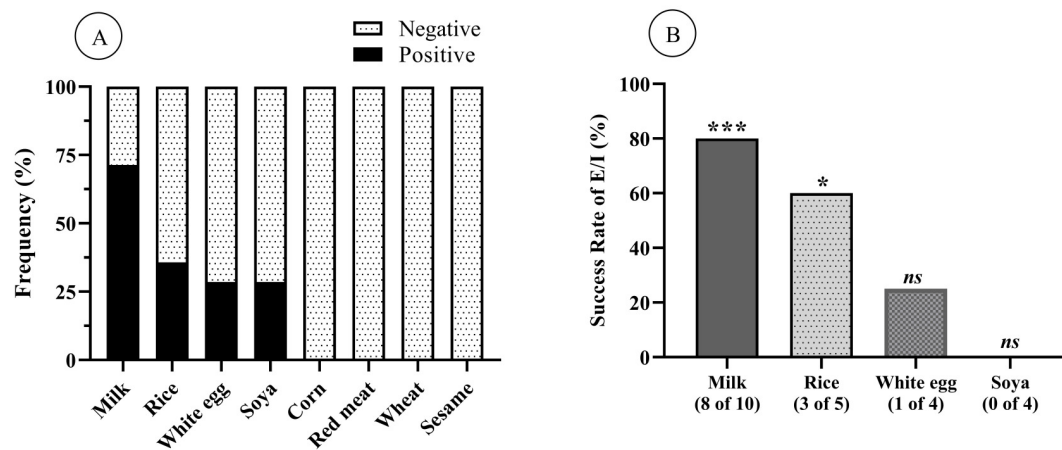 A
Negative
Positive
Frequency (%)
100
75
50
25
0
Milk
Rice
White egg
Soya
Corn
Red meat
Wheat
Sesame
B
Success Rate of E/I (%)
100
80
60
40
20
0
***
*
ns
ns
Milk
(8 of 10)
Rice
(3 of 5)
White egg
(1 of 4)
Soya
(0 of 4)